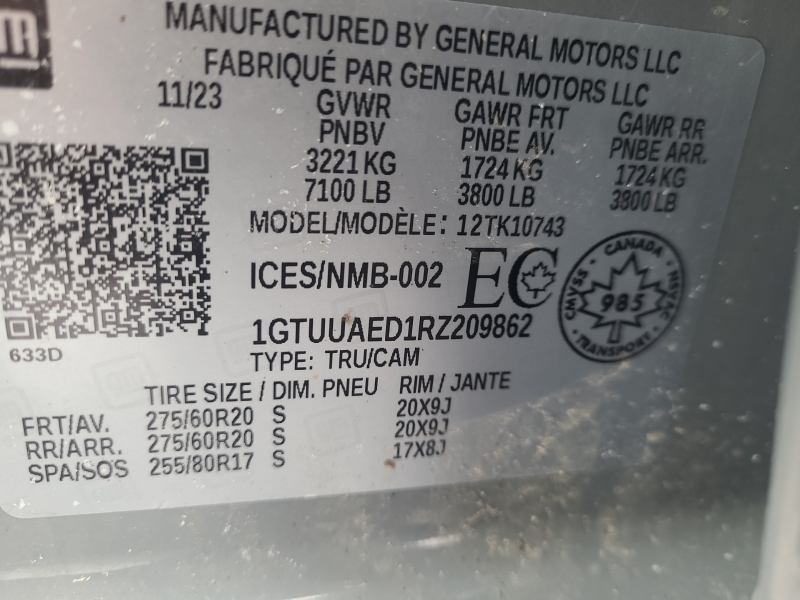 GM
MANUFACTURED BY GENERAL MOTORS LLC
FABRIQUÉ PAR GENERAL MOTORS LLC
11/23 GVWR GAWR FRT GAWR RR
PNBV PNBE AV. PNBE ARR.
3221 KG 1724 KG 1724 KG
7100 LB 3800 LB 3800 LB
MODEL/MODÈLE: 12TK10743
ICES/NMB-002 EC
CANADA
CMVSS 985 NSVAC
TRANSPORT
1GTUUAED1RZ209862
633D
TYPE: TRU/CAM
TIRE SIZE / DIM. PNEU RIM / JANTE
FRT/AV. 275/60R20 S 20X9J
RR/ARR. 275/60R20 S 20X9J
SPA/SOS 255/80R17 S 17X8J